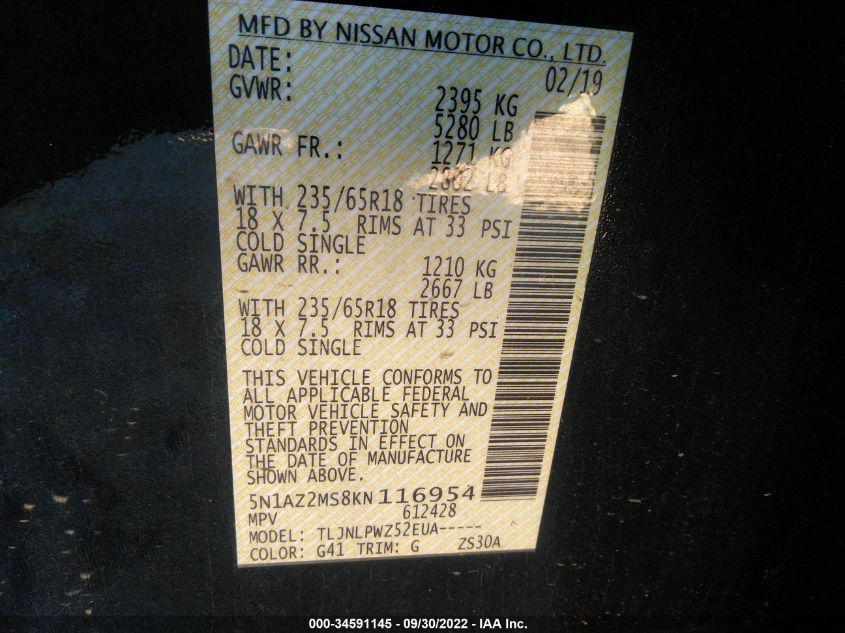 MFD BY NISSAN MOTOR CO., LTD.
DATE: 02/19
GVWR: 2395 KG
5280 LB
GAWR FR.: 1271 KG
2802 LB
WITH 235/65R18 TIRES
18 X 7.5 RIMS AT 33 PSI
COLD SINGLE
GAWR RR.: 1210 KG
2667 LB
WITH 235/65R18 TIRES
18 X 7.5 RIMS AT 33 PSI
COLD SINGLE
THIS VEHICLE CONFORMS TO
ALL APPLICABLE FEDERAL
MOTOR VEHICLE SAFETY AND
THEFT PREVENTION
STANDARDS IN EFFECT ON
THE DATE OF MANUFACTURE
SHOWN ABOVE.
5N1AZ2MS8KN116954
MPV 612428
MODEL: TLJNLPWZ52EUA-----
COLOR: G41 TRIM: G ZS30A
000-34591145 - 09/30/2022 - IAA Inc.